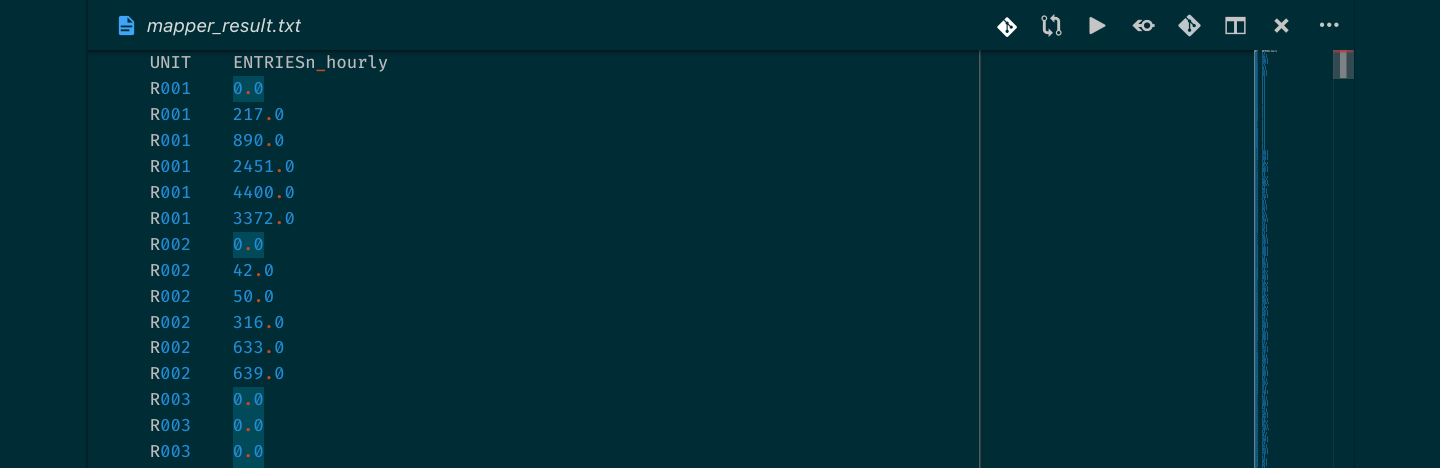 mapper_result.txt
UNIT ENTRIESn_hourly
R001 0.0
R001 217.0
R001 890.0
R001 2451.0
R001 4400.0
R001 3372.0
R002 0.0
R002 42.0
R002 50.0
R002 316.0
R002 633.0
R002 639.0
R003 0.0
R003 0.0
R003 0.0